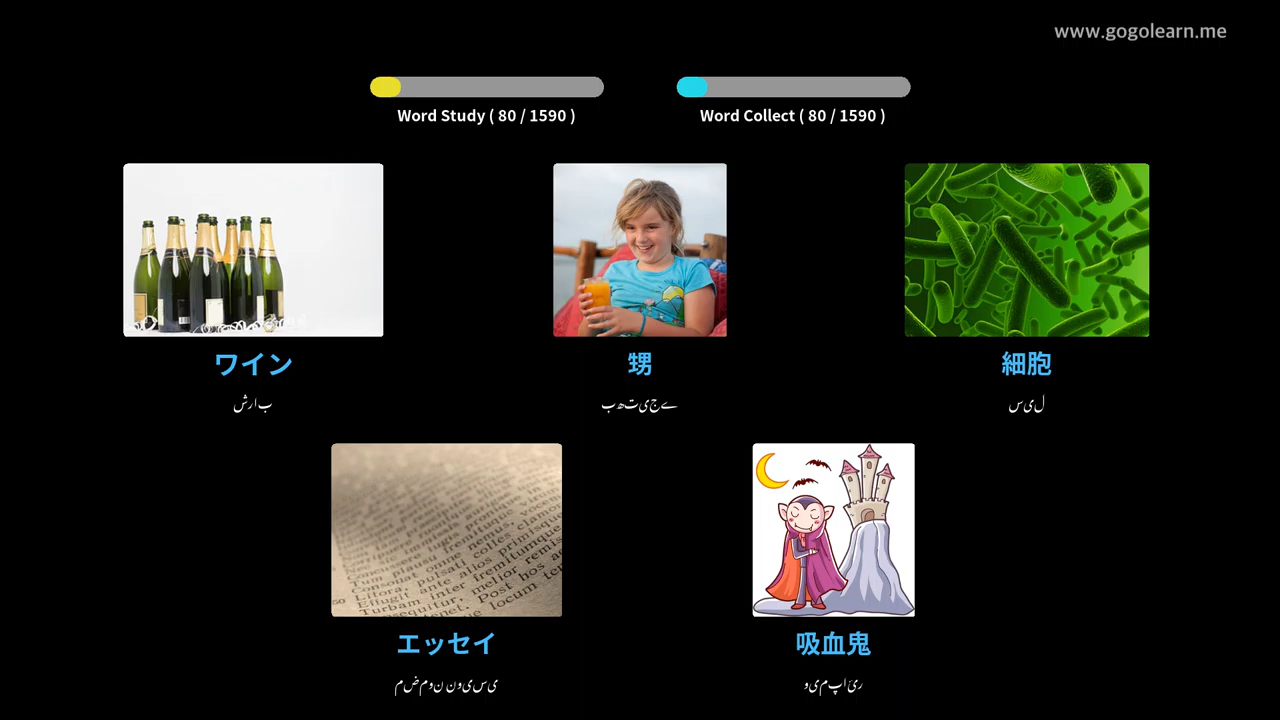 www.gogolearn.me
Word Study ( 80 / 1590 )
Word Collect ( 80 / 1590 )
ワイン
شراب
甥
بھتیجے
細胞
سیل
エッセイ
مضمون نویسی
吸血鬼
ویمپائر